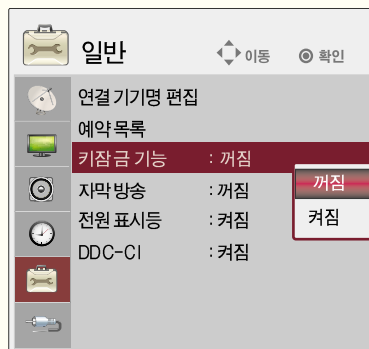 일반 이동 확인
연결 기기명 편집
예약 목록
키잠금 기능 : 꺼짐
꺼짐
자막 방송 : 꺼짐
전원 표시등 : 켜짐
켜짐
DDC-CI : 켜짐